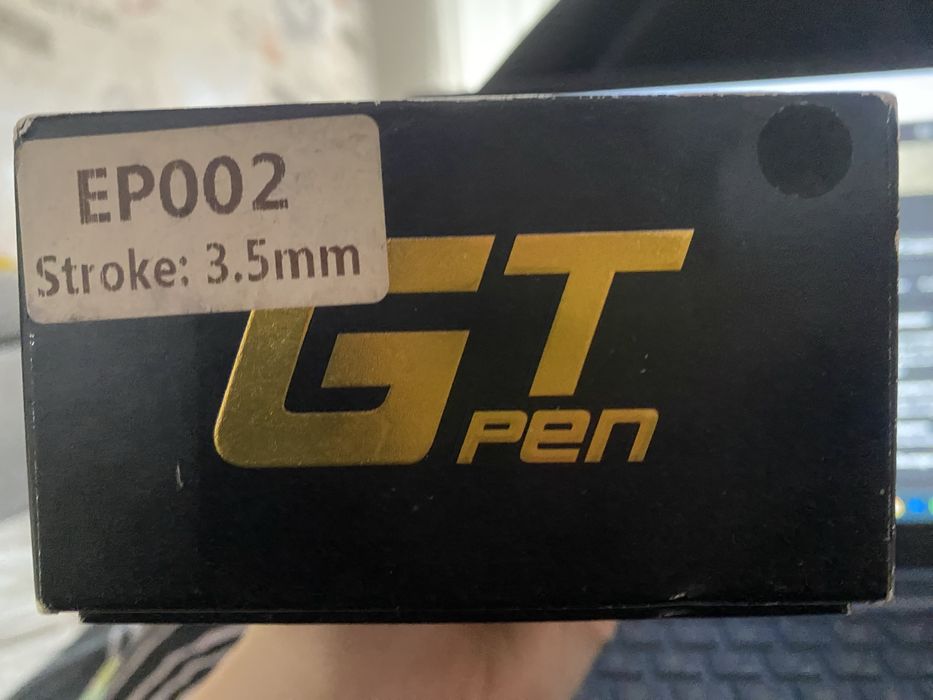 EP002
Stroke: 3.5mm
GT
Pen